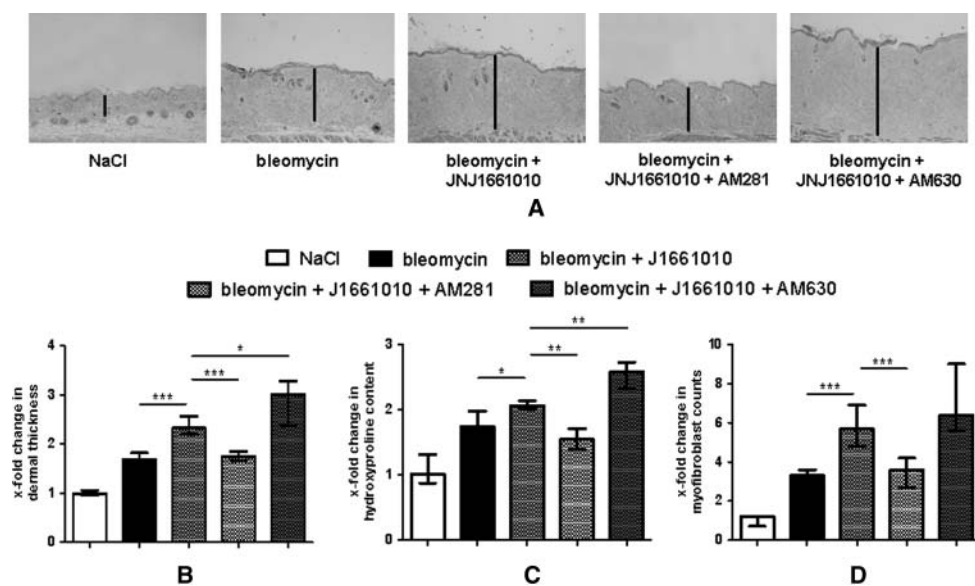 NaCl
bleomycin
bleomycin +
JNJ1661010
bleomycin +
JNJ1661010 + AM281
bleomycin +
JNJ1661010 + AM630
A
NaCl bleomycin bleomycin + J1661010
bleomycin + J1661010 + AM281 bleomycin + J1661010 + AM630
x-fold change in
dermal thickness
4
3
2
1
0
***
***
*
B
x-fold change in
hydroxyproline content
3
2
1
0
*
**
**
C
x-fold change in
myofibroblast counts
10
8
6
4
2
0
***
***
D